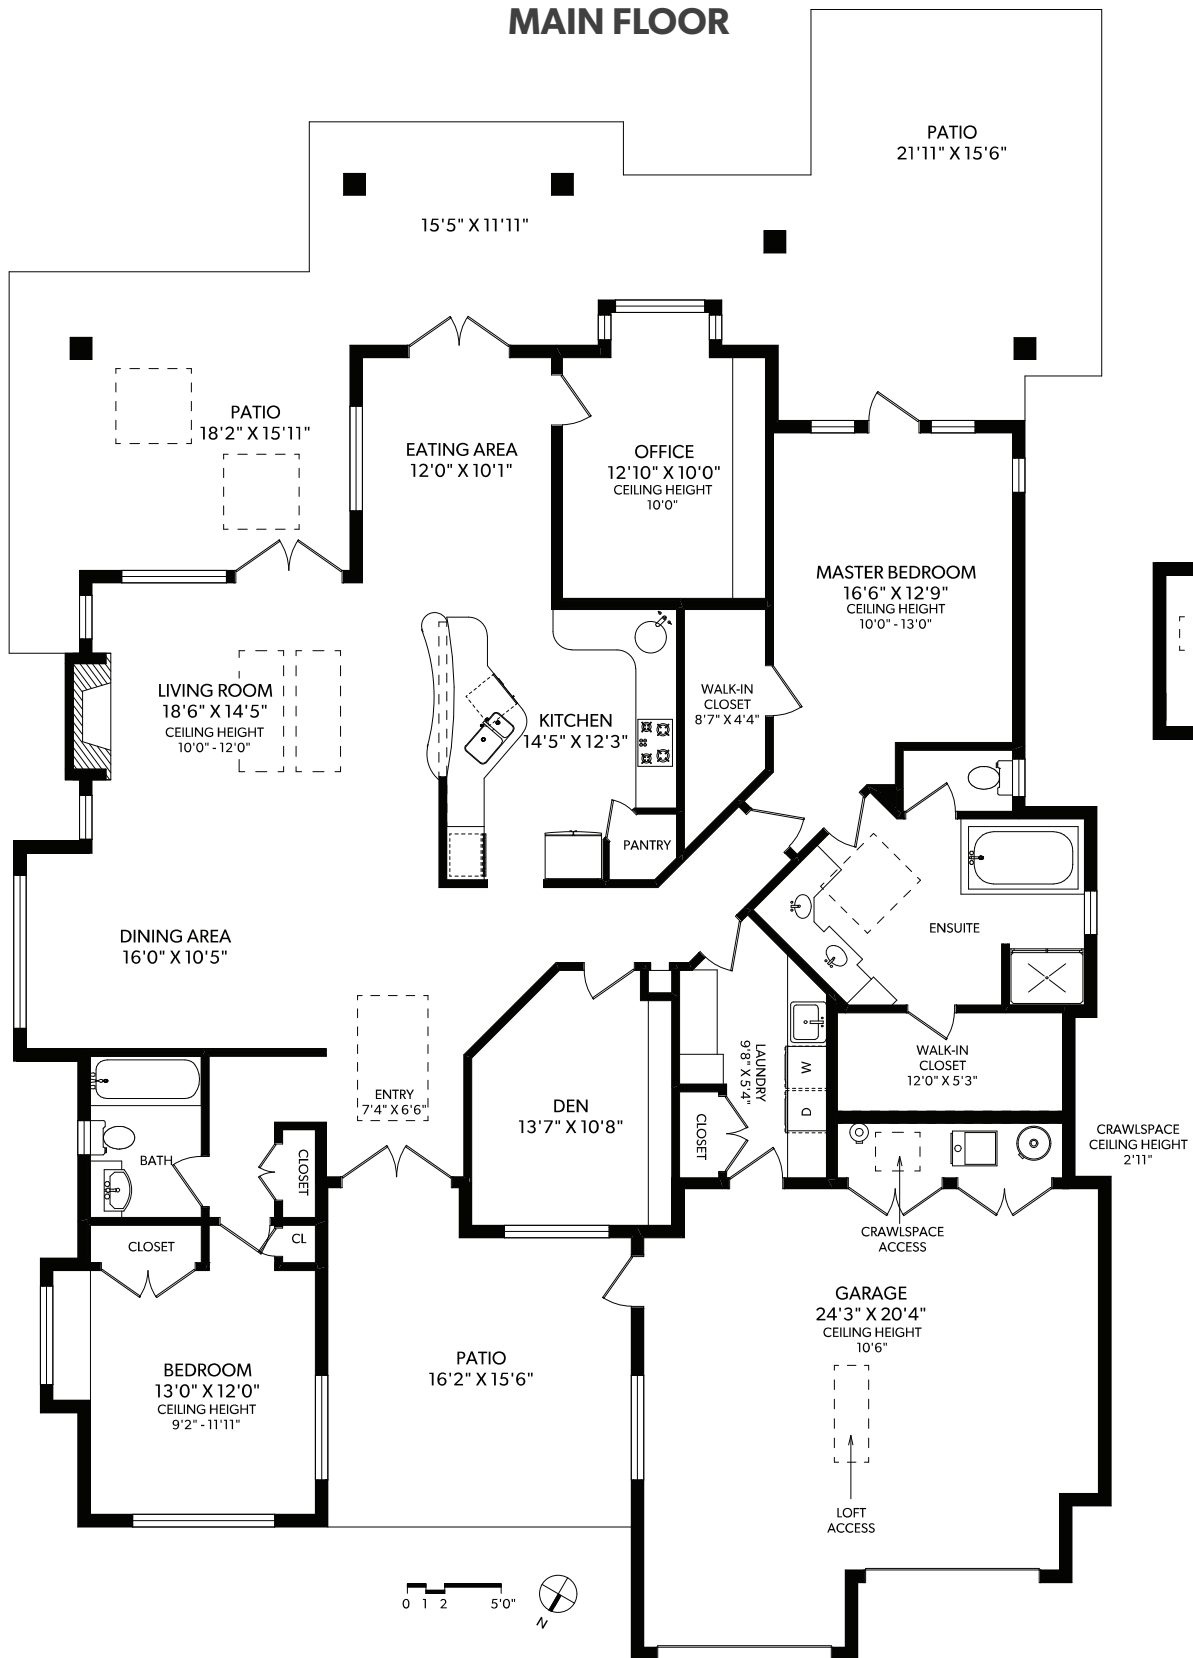 MAIN FLOOR
PATIO
21'11" X 15'6"
15'5" X 11'11"
PATIO
18'2" X 15'11"
EATING AREA
12'0" X 10'1"
OFFICE
12'10" X 10'0"
CEILING HEIGHT
10'0"
MASTER BEDROOM
16'6" X 12'9"
CEILING HEIGHT
10'0" - 13'0"
LIVING ROOM
18'6" X 14'5"
CEILING HEIGHT
10'0" - 12'0"
KITCHEN
14'5" X 12'3"
WALK-IN
CLOSET
8'7" X 4'4"
PANTRY
DINING AREA
16'0" X 10'5"
ENSUITE
ENTRY
7'4" X 6'6"
DEN
13'7" X 10'8"
LAUNDRY
9'8" X 5'4"
W
D
CLOSET
WALK-IN
CLOSET
12'0" X 5'3"
CRAWLSPACE
CEILING HEIGHT
2'11"
BATH
CLOSET
CL
CLOSET
CRAWLSPACE
ACCESS
GARAGE
24'3" X 20'4"
CEILING HEIGHT
10'6"
BEDROOM
13'0" X 12'0"
CEILING HEIGHT
9'2" - 11'11"
PATIO
16'2" X 15'6"
LOFT
ACCESS
0 1 2 5'0"
N